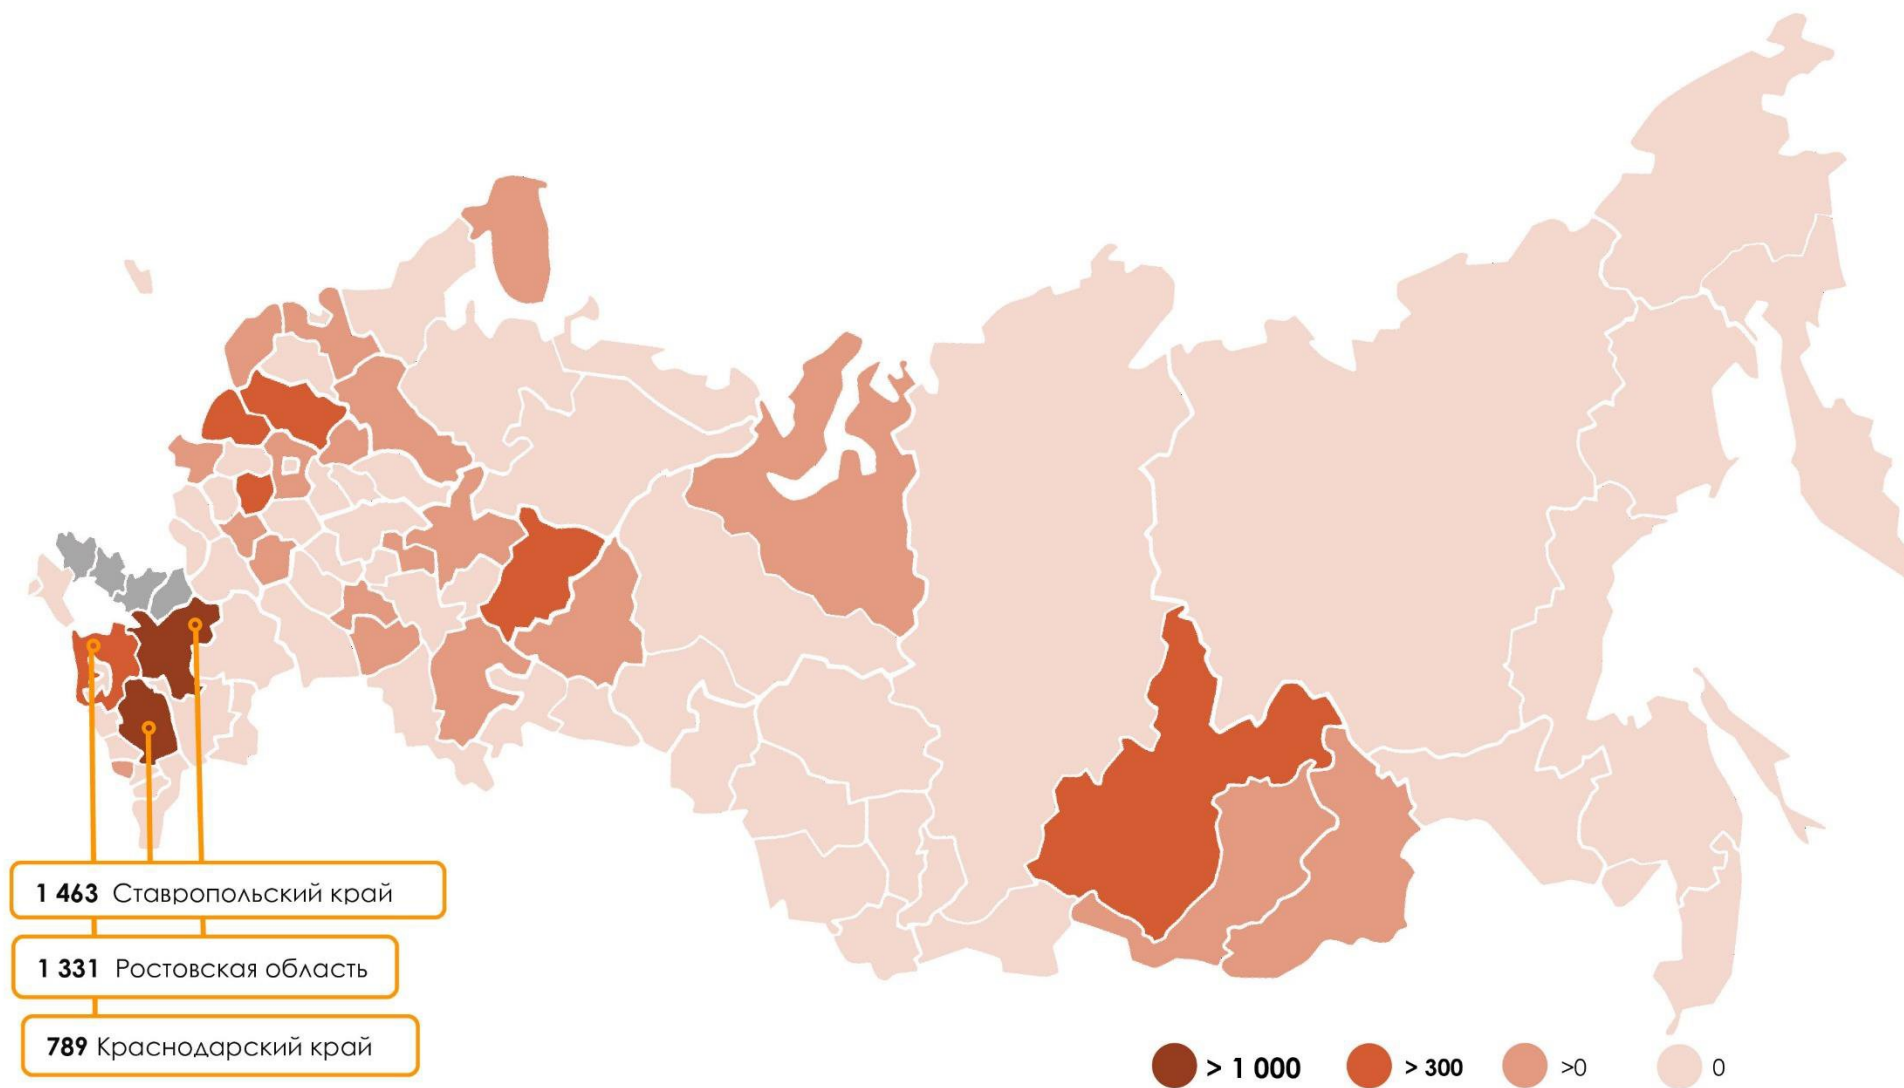 1 463 Ставропольский край
1 331 Ростовская область
789 Краснодарский край
> 1 000 > 300 >0 0